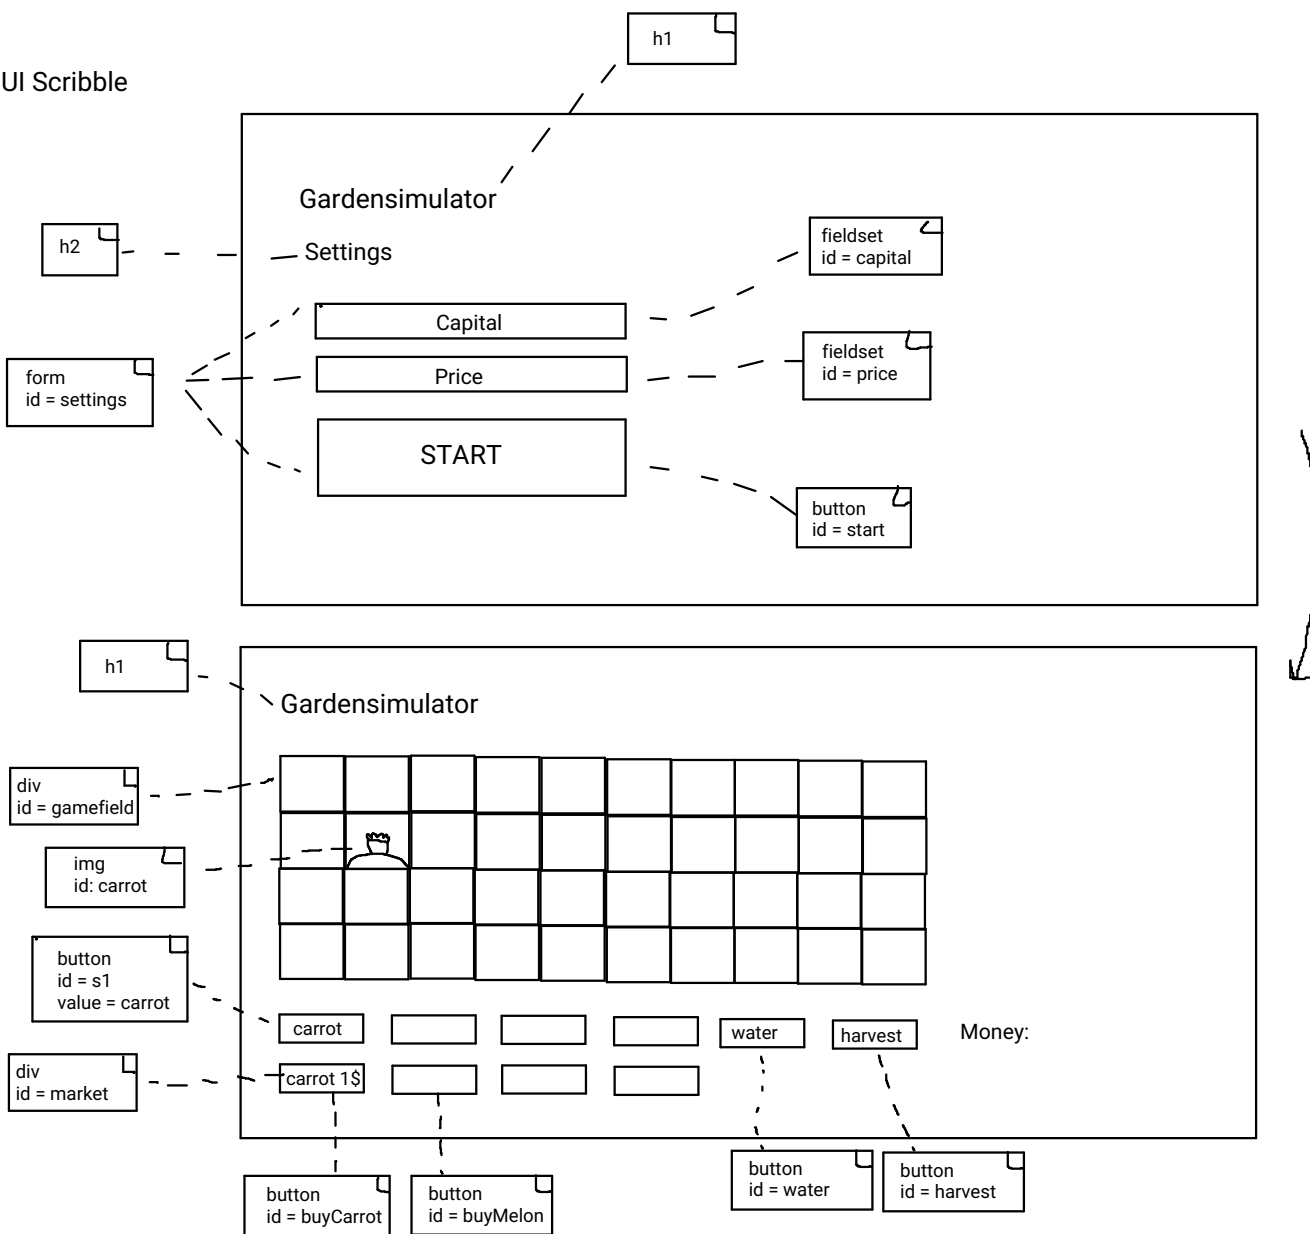 h1
UI Scribble
Gardensimulator
h2
Settings
fieldset
id = capital
Capital
form
id = settings
Price
fieldset
id = price
START
button
id = start
h1
Gardensimulator
div
id = gamefield
img
id: carrot
button
id = s1
value = carrot
carrot
water
harvest
Money:
div
id = market
carrot 1$
button
id = buyCarrot
button
id = buyMelon
button
id = water
button
id = harvest